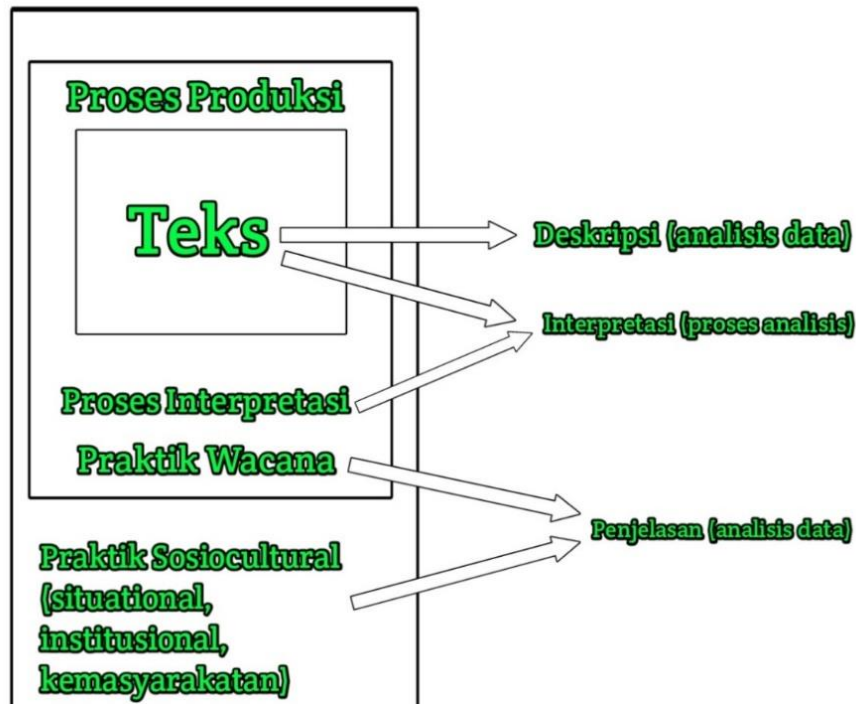 Proses Produksi
Teks
Deskripsi (analisis data)
Interpretasi (proses analisis)
Proses Interpretasi
Praktik Wacana
Penjelasan (analisis data)
Praktik Sosiocultural
(situational,
institusional,
kemasyarakatan)